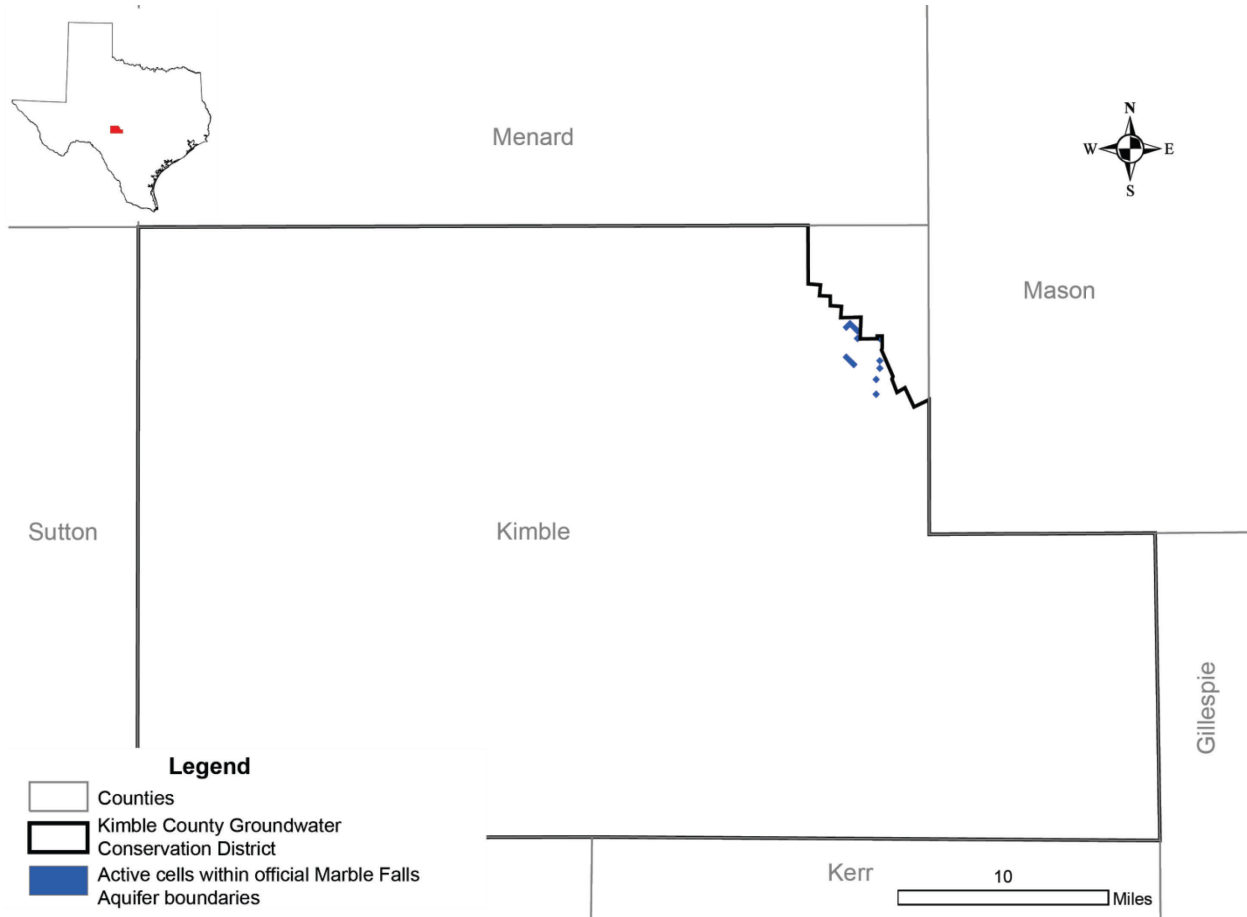 Menard
N
W
E
S
Mason
Sutton
Kimble
Gillespie
Legend
Counties
Kimble County Groundwater
Conservation District
Active cells within official Marble Falls
Aquifer boundaries
Kerr
10
Miles